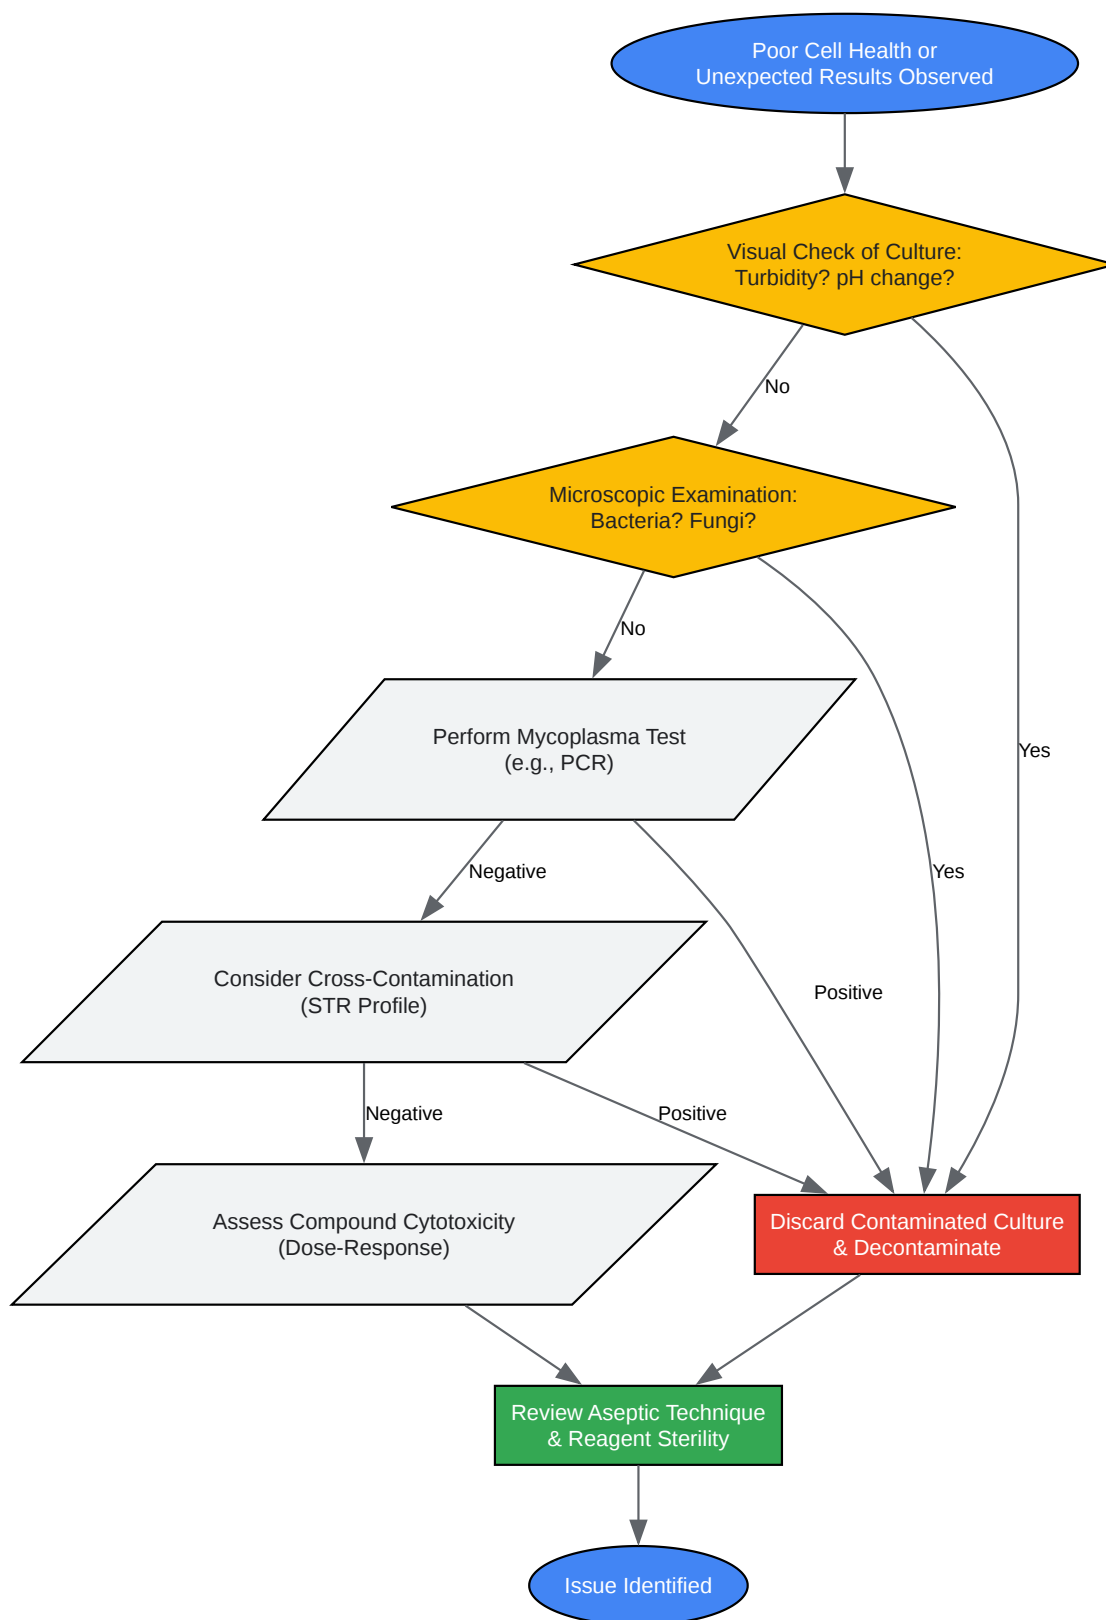 Poor Cell Health or
Unexpected Results Observed
Visual Check of Culture:
Turbidity? pH change?
No
Microscopic Examination:
Bacteria? Fungi?
No
Perform Mycoplasma Test
(e.g., PCR)
Yes
Negative
Yes
Consider Cross-Contamination
(STR Profile)
Positive
Negative
Positive
Assess Compound Cytotoxicity
(Dose-Response)
Discard Contaminated Culture
& Decontaminate
Review Aseptic Technique
& Reagent Sterility
Issue Identified